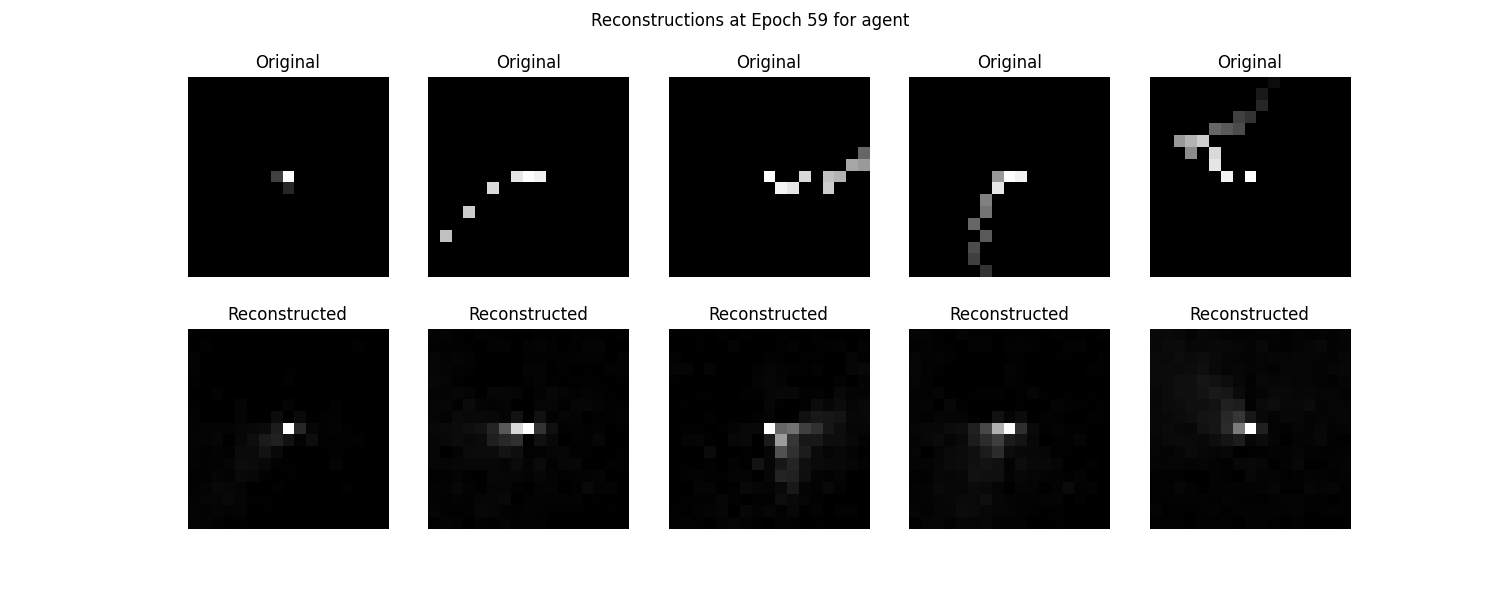 Reconstructions at Epoch 59 for agent
Original Original Original Original Original
Reconstructed Reconstructed Reconstructed Reconstructed Reconstructed